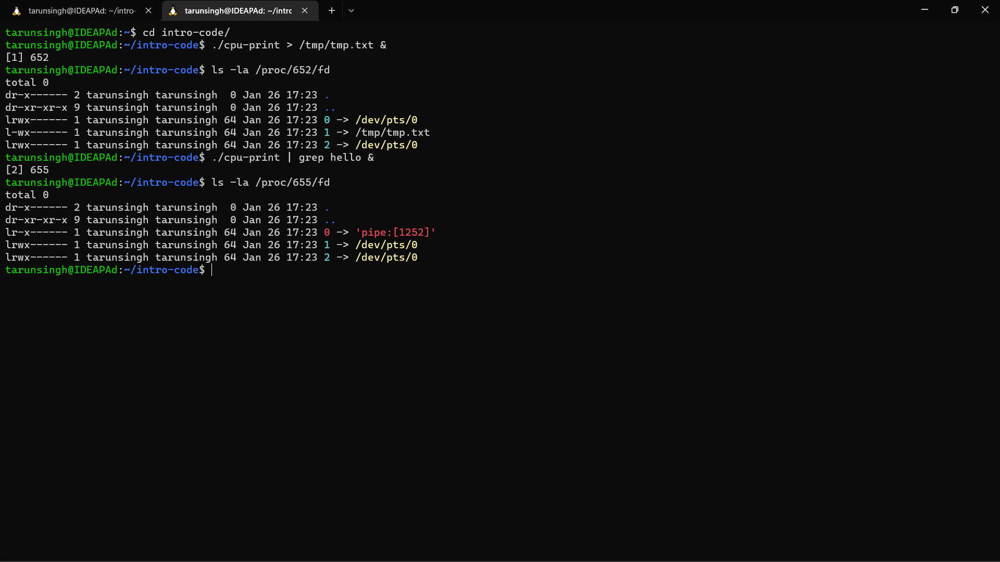 tarunsingh@IDEAPAd: ~/intro-
tarunsingh@IDEAPAd: ~/intrc
tarunsingh@IDEAPAd:~$ cd intro-code/
tarunsingh@IDEAPAd:~/intro-code$ ./cpu-print > /tmp/tmp.txt &
[1] 652
tarunsingh@IDEAPAd:~/intro-code$ ls -la /proc/652/fd
total 0
dr-x------ 2 tarunsingh tarunsingh  0 Jan 26 17:23 .
dr-xr-xr-x 9 tarunsingh tarunsingh  0 Jan 26 17:23 ..
lrwx------ 1 tarunsingh tarunsingh 64 Jan 26 17:23 0 -> /dev/pts/0
l-wx------ 1 tarunsingh tarunsingh 64 Jan 26 17:23 1 -> /tmp/tmp.txt
lrwx------ 1 tarunsingh tarunsingh 64 Jan 26 17:23 2 -> /dev/pts/0
tarunsingh@IDEAPAd:~/intro-code$ ./cpu-print | grep hello &
[2] 655
tarunsingh@IDEAPAd:~/intro-code$ ls -la /proc/655/fd
total 0
dr-x------ 2 tarunsingh tarunsingh  0 Jan 26 17:23 .
dr-xr-xr-x 9 tarunsingh tarunsingh  0 Jan 26 17:23 ..
lr-x------ 1 tarunsingh tarunsingh 64 Jan 26 17:23 0 -> 'pipe:[1252]'
lrwx------ 1 tarunsingh tarunsingh 64 Jan 26 17:23 1 -> /dev/pts/0
lrwx------ 1 tarunsingh tarunsingh 64 Jan 26 17:23 2 -> /dev/pts/0
tarunsingh@IDEAPAd:~/intro-code$